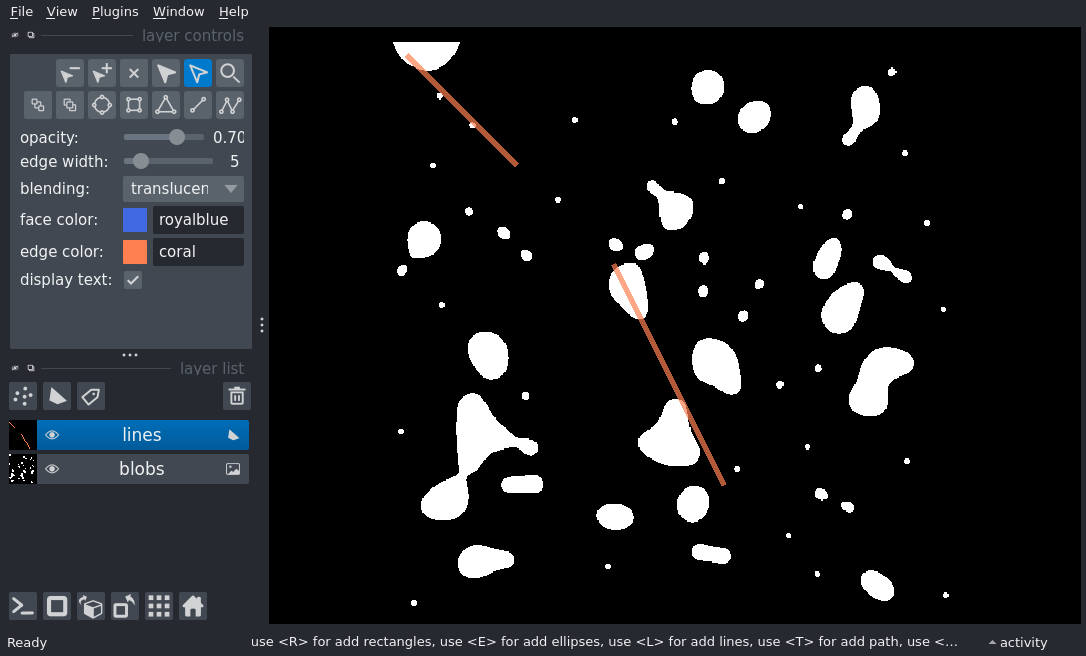 File View Plugins Window Help
layer controls
opacity: 0.70
edge width: 5
blending: translucen
face color: royalblue
edge color: coral
display text:
layer list
lines
blobs
Ready use <R> for add rectangles, use <E> for add ellipses, use <L> for add lines, use <T> for add path, use <... activity